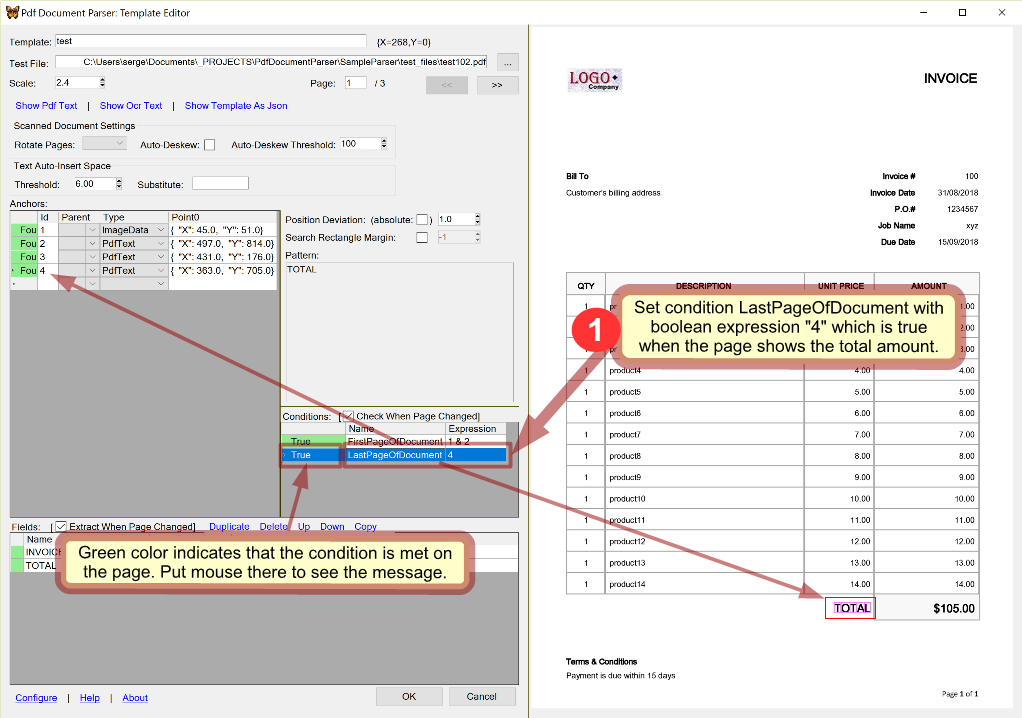 Pdf Document Parser: Template Editor
Template: test {X=268,Y=0}
Test File: C:\Users\serge\Documents\_PROJECTS\PdfDocumentParser\SampleParser\test_files\test102.pdf ...
Scale: 2.4 Page: 1 / 3 << >>
Show Pdf Text | Show Ocr Text | Show Template As Json
Scanned Document Settings
Rotate Pages: Auto-Deskew: Auto-Deskew Threshold: 100
Text Auto-Insert Space
Threshold: 6.00 Substitute:
Anchors:
Id Parent Type Point0
Fou 1 ImageData { "X": 45.0, "Y": 51.0}
Fou 2 PdfText { "X": 497.0, "Y": 814.0}
Fou 3 PdfText { "X": 431.0, "Y": 176.0}
Fou 4 PdfText { "X": 363.0, "Y": 705.0}
Position Deviation: (absolute: ) 1.0
Search Rectangle Margin: -1
Pattern:
TOTAL
Conditions: [ Check When Page Changed]
Name Expression
True FirstPageOfDocument 1 & 2
True LastPageOfDocument 4
Fields: [ Extract When Page Changed] Duplicate Delete Up Down Copy
Name
INVOICE
TOTAL
Green color indicates that the condition is met on
the page. Put mouse there to see the message.
Configure | Help | About
OK Cancel
LOGO
Company
INVOICE
Bill To
Customer's billing address
Invoice # 100
Invoice Date 31/08/2018
P.O.# 1234567
Job Name xyz
Due Date 15/09/2018
QTY DESCRIPTION UNIT PRICE AMOUNT
1 1.00
2.00
3.00
1
Set condition LastPageOfDocument with
boolean expression "4" which is true
when the page shows the total amount.
1 product4 4.00 4.00
1 product5 5.00 5.00
1 product6 6.00 6.00
1 product7 7.00 7.00
1 product8 8.00 8.00
1 product9 9.00 9.00
1 product10 10.00 10.00
1 product11 11.00 11.00
1 product12 12.00 12.00
1 product13 13.00 13.00
1 product14 14.00 14.00
TOTAL $105.00
Terms & Conditions
Payment is due within 15 days
Page 1 of 1